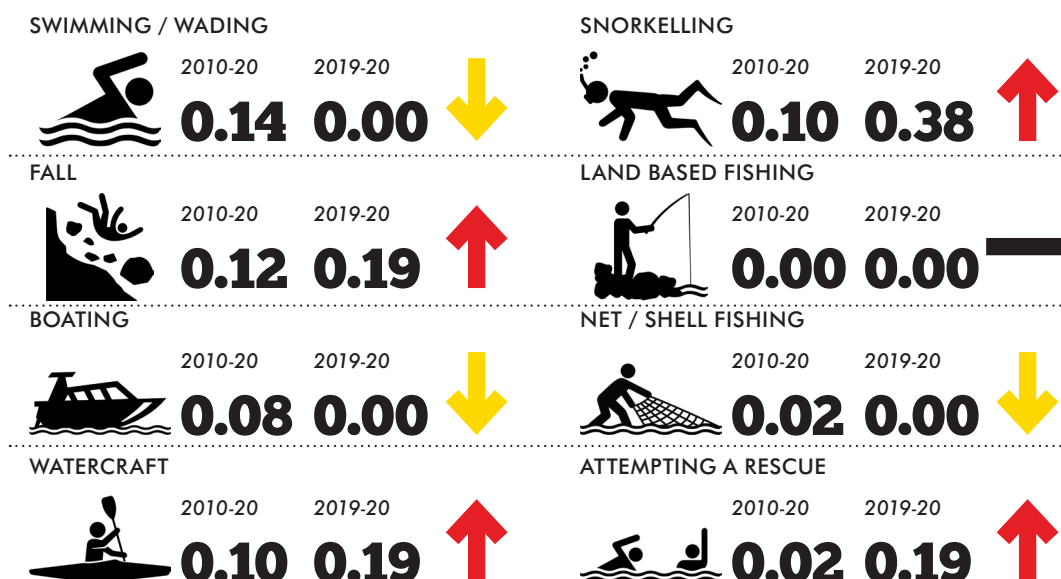 SWIMMING / WADING
2010-20 2019-20
0.14 0.00
SNORKELLING
2010-20 2019-20
0.10 0.38
FALL
2010-20 2019-20
0.12 0.19
LAND BASED FISHING
2010-20 2019-20
0.00 0.00
BOATING
2010-20 2019-20
0.08 0.00
NET / SHELL FISHING
2010-20 2019-20
0.02 0.00
WATERCRAFT
2010-20 2019-20
0.10 0.19
ATTEMPTING A RESCUE
2010-20 2019-20
0.02 0.19